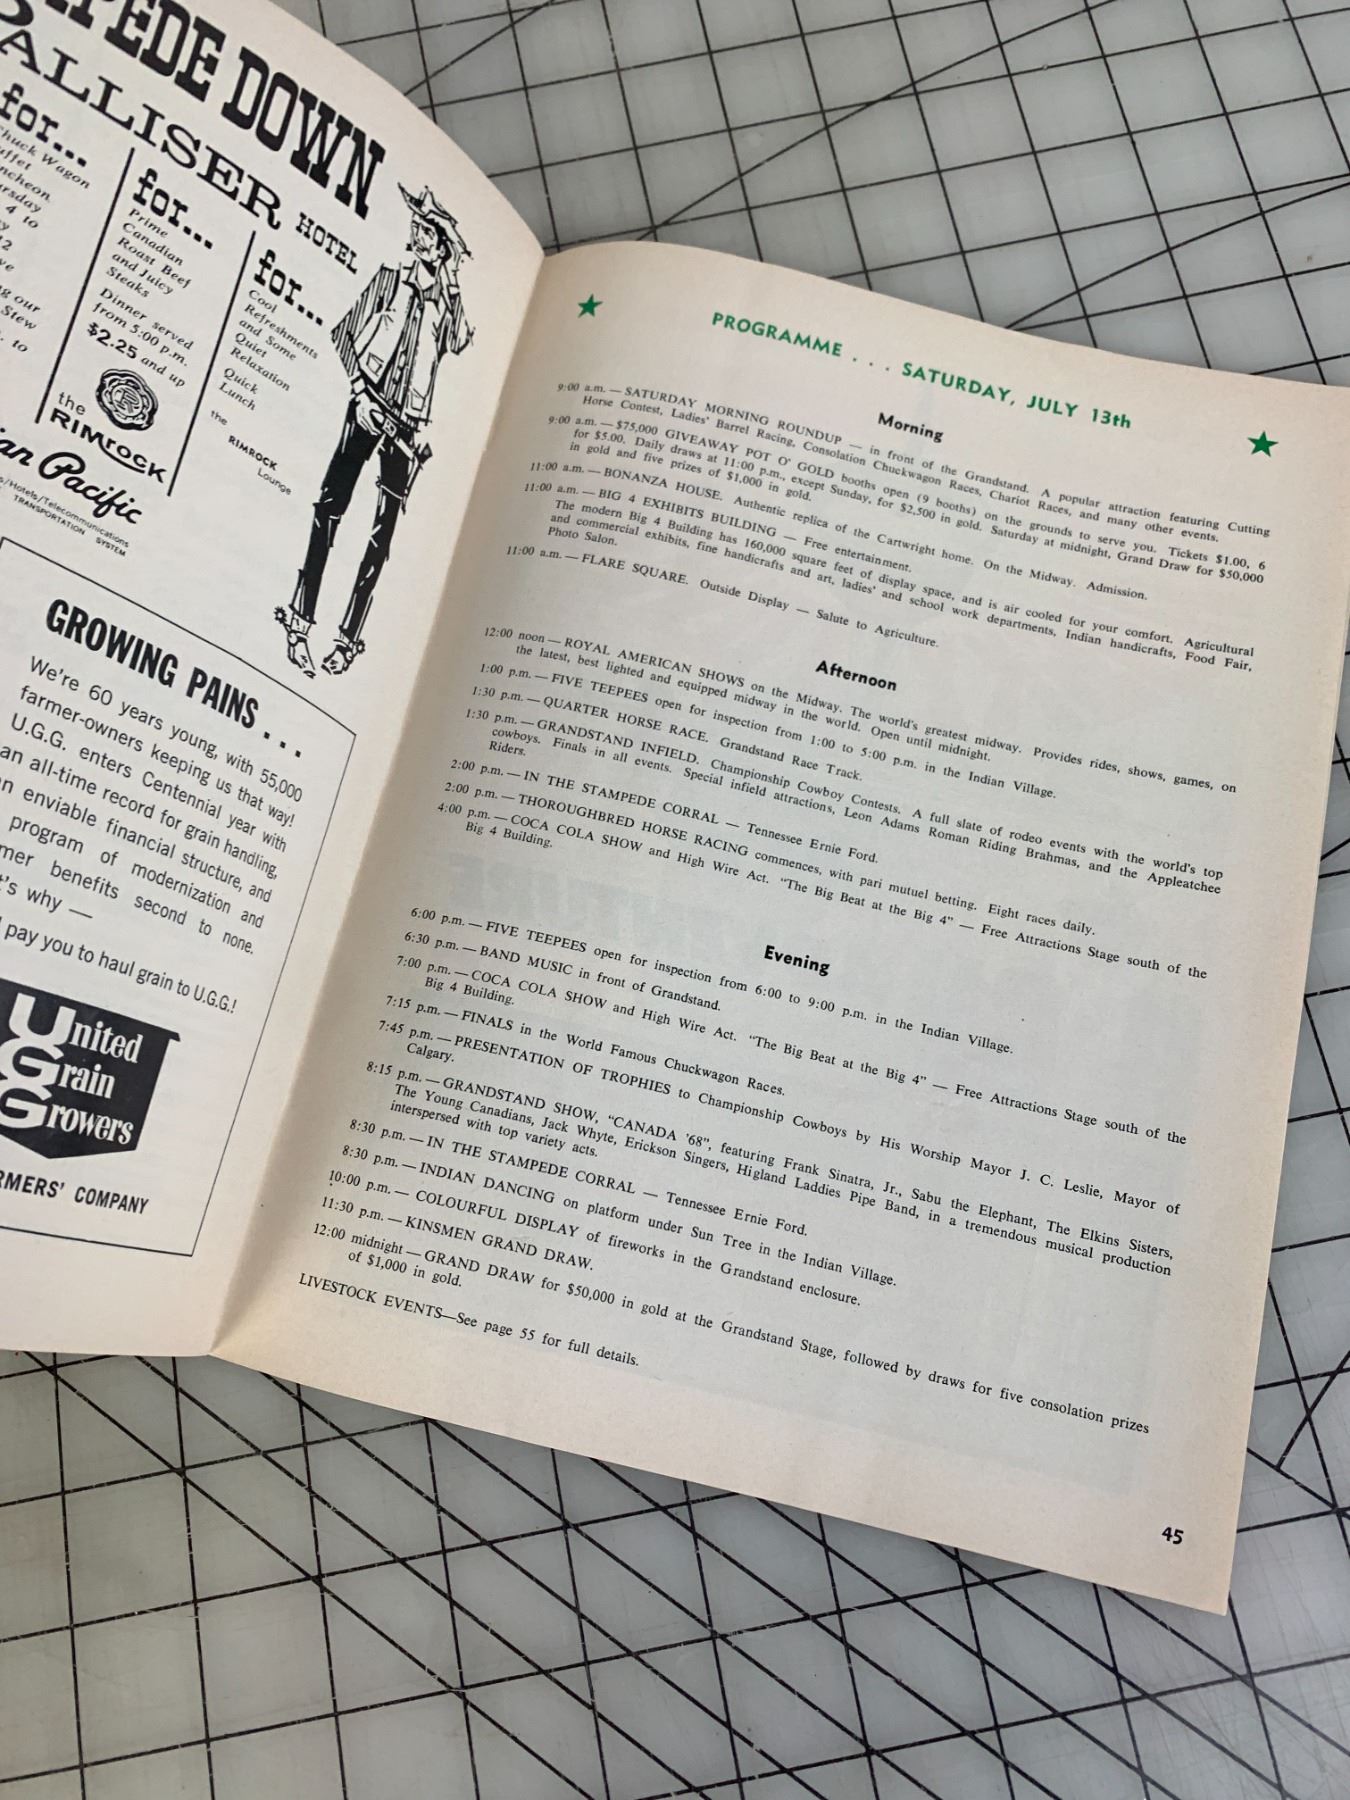 PEDE DOWN
ALLISER HOTEL
for...
Chuck Wagon
4 to
12
Stew
to
for...
Prime
Canadian
Roast Beef
and Juicy
Steaks
Dinner served
from 5:00 p.m.
$2.25 and up
the
RIMROCK
for...
Cool
Refreshments
and Some
Quiet
Relaxation
Quick
Lunch
the
RIMROCK
Lounge
Pacific
/Hotels/Telecommunications
TRANSPORTATION SYSTEM
GROWING PAINS...
We're 60 years young, with 55,000
farmer-owners keeping us that way!
U.G.G. enters Centennial year with
an all-time record for grain handling,
enviable financial structure, and
program of modernization and
benefits second to none.
why —
pay you to haul grain to U.G.G.!
United
Grain
Growers
COMPANY
PROGRAMME . . . SATURDAY, JULY 13th
Morning
9:00 a.m. — SATURDAY MORNING ROUNDUP — in front of the Grandstand. A popular attraction featuring Cutting
Horse Contest, Ladies' Barrel Racing, Consolation Chuckwagon Races, Chariot Races, and many other events.
9:00 a.m. — $75,000 GIVEAWAY POT O' GOLD booths open (9 booths) on the grounds to serve you. Tickets $1.00, 6
for $5.00. Daily draws at 11:00 p.m., except Sunday, for $2,500 in gold. Saturday at midnight, Grand Draw for $50,000
in gold and five prizes of $1,000 in gold.
11:00 a.m. — BONANZA HOUSE. Authentic replica of the Cartwright home. On the Midway. Admission.
11:00 a.m. — BIG 4 EXHIBITS BUILDING — Free entertainment.
The modern Big 4 Building has 160,000 square feet of display space, and is air cooled for your comfort. Agricultural
and commercial exhibits, fine handicrafts and art, ladies' and school work departments, Indian handicrafts, Food Fair,
Photo Salon.
11:00 a.m. — FLARE SQUARE. Outside Display — Salute to Agriculture.
Afternoon
12:00 noon — ROYAL AMERICAN SHOWS on the Midway. The world's greatest midway. Provides rides, shows, games, on
the latest, best lighted and equipped midway in the world. Open until midnight.
1:00 p.m. — FIVE TEEPEES open for inspection from 1:00 to 5:00 p.m. in the Indian Village.
1:30 p.m. — QUARTER HORSE RACE. Grandstand Race Track.
1:30 p.m. — GRANDSTAND INFIELD. Championship Cowboy Contests. A full slate of rodeo events with the world's top
cowboys. Finals in all events. Special infield attractions, Leon Adams Roman Riding Brahmas, and the Appleatchee
Riders.
2:00 p.m. — IN THE STAMPEDE CORRAL — Tennessee Ernie Ford.
2:00 p.m. — THOROUGHBRED HORSE RACING commences, with pari mutuel betting. Eight races daily.
4:00 p.m. — COCA COLA SHOW and High Wire Act. "The Big Beat at the Big 4" — Free Attractions Stage south of the
Big 4 Building.
Evening
6:00 p.m. — FIVE TEEPEES open for inspection from 6:00 to 9:00 p.m. in the Indian Village.
6:30 p.m. — BAND MUSIC in front of Grandstand.
7:00 p.m. — COCA COLA SHOW and High Wire Act. "The Big Beat at the Big 4" — Free Attractions Stage south of the
Big 4 Building.
7:15 p.m. — FINALS in the World Famous Chuckwagon Races.
7:45 p.m. — PRESENTATION OF TROPHIES to Championship Cowboys by His Worship Mayor J. C. Leslie, Mayor of
Calgary.
8:15 p.m. — GRANDSTAND SHOW, "CANADA '68", featuring Frank Sinatra, Jr., Sabu the Elephant, The Elkins Sisters,
The Young Canadians, Jack Whyte, Erickson Singers, Higland Laddies Pipe Band, in a tremendous musical production
interspersed with top variety acts.
8:30 p.m. — IN THE STAMPEDE CORRAL — Tennessee Ernie Ford.
8:30 p.m. — INDIAN DANCING on platform under Sun Tree in the Indian Village.
10:00 p.m. — COLOURFUL DISPLAY of fireworks in the Grandstand enclosure.
11:30 p.m. — KINSMEN GRAND DRAW.
12:00 midnight — GRAND DRAW for $50,000 in gold at the Grandstand Stage, followed by draws for five consolation prizes
of $1,000 in gold.
LIVESTOCK EVENTS—See page 55 for full details.
45